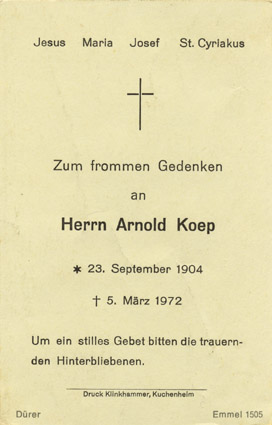 Jesus Maria Josef St. Cyriakus
Zum frommen Gedenken
an
Herrn Arnold Koep
* 23. September 1904
† 5. März 1972
Um ein stilles Gebet bitten die trauern-
den Hinterbliebenen.
Druck Klinkhammer, Kuchenheim
Dürer Emmel 1505